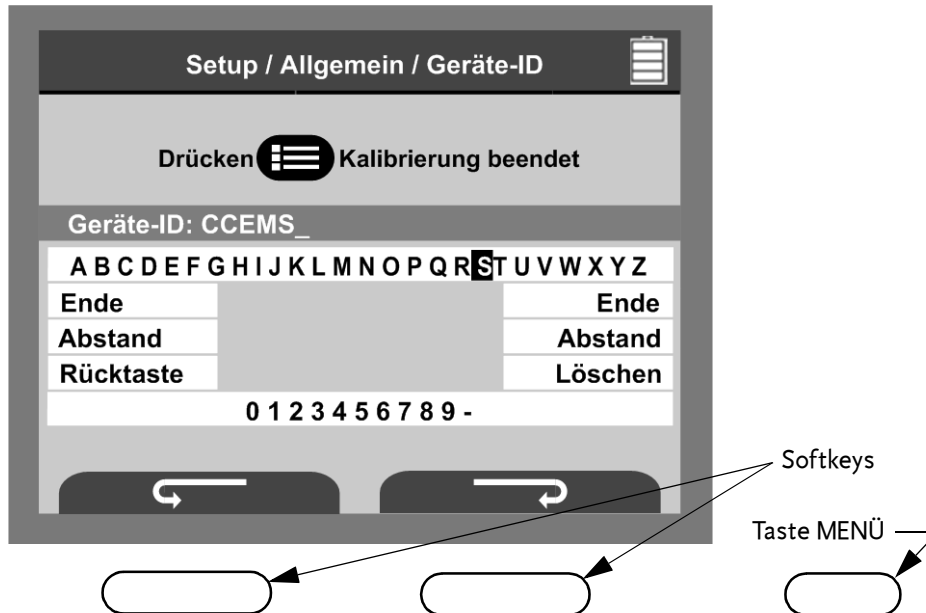 Setup / Allgemein / Geräte-ID
Drücken Kalibrierung beendet
Geräte-ID: CCEMS_
A B C D E F G H I J K L M N O P Q R S T U V W X Y Z
Ende Ende
Abstand Abstand
Rücktaste Löschen
0 1 2 3 4 5 6 7 8 9 -
Softkeys
Taste MENÜ